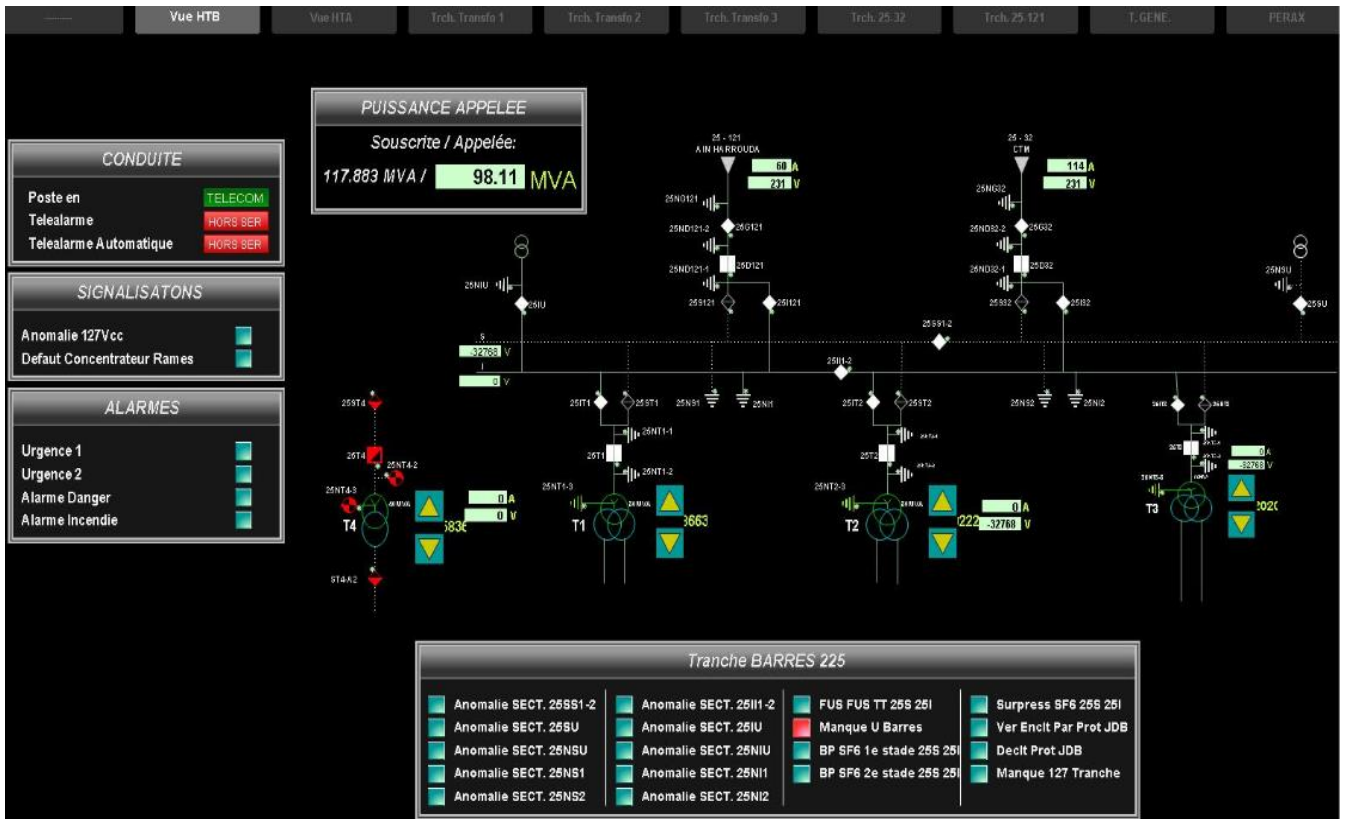 Vue HTB
Vue HTA
Trch. Transfo 1
Trch. Transfo 2
Trch. Transfo 3
Trch. 25-32
Trch. 25-121
T. GENE.
PERAX
PUISSANCE APPELEE
Souscrite / Appelée:
117.883 MVA / 98.11 MVA
CONDUITE
Poste en TELECOM
Telealarme HORS SER
Telealarme Automatique HORS SER
SIGNALISATONS
Anomalie 127Vcc
Defaut Concentrateur Rames
ALARMES
Urgence 1
Urgence 2
Alarme Danger
Alarme Incendie
25 - 121
AIN HARROUDA
60 A
231 V
25NG121
25ND121-2
25G121
25ND121-1
25D121
25S121
25I121
25 - 32
CTM
114 A
231 V
25NG32
25ND32-2
25G32
25ND32-1
25D32
25S32
25I32
25NIU
25IU
25NSU
25SU
25SS1-2
25II1-2
S
-32768 V
I
0 V
25ST4
25T4
25NT4-2
25NT4-3
T4
0 A
0 V
5836
ST4-A2
25IT1
25ST1
25NT1-1
25T1
25NT1-2
25NT1-3
T1
3663
25NS1
25NI1
25IT2
25ST2
25T2
25NT2-3
T2
0 A
-32768 V
25NS2
25NI2
0 A
-32768 V
T3
Tranche BARRES 225
Anomalie SECT. 25SS1-2
Anomalie SECT. 25SU
Anomalie SECT. 25NSU
Anomalie SECT. 25NS1
Anomalie SECT. 25NS2
Anomalie SECT. 25II1-2
Anomalie SECT. 25IU
Anomalie SECT. 25NIU
Anomalie SECT. 25NI1
Anomalie SECT. 25NI2
FUS FUS TT 25S 25I
Manque U Barres
BP SF6 1e stade 25S 25I
BP SF6 2e stade 25S 25I
Surpress SF6 25S 25I
Ver Enclt Par Prot JDB
Declt Prot JDB
Manque 127 Tranche